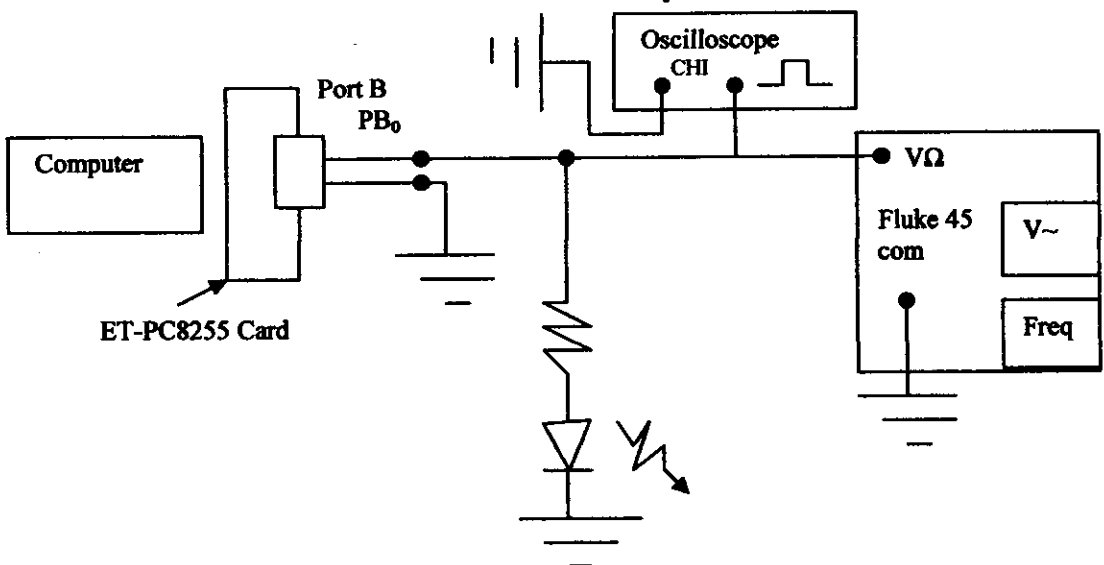 Oscilloscope
CHI
Port B
PB₀
Computer
VΩ
Fluke 45
com
V~
Freq
ET-PC8255 Card